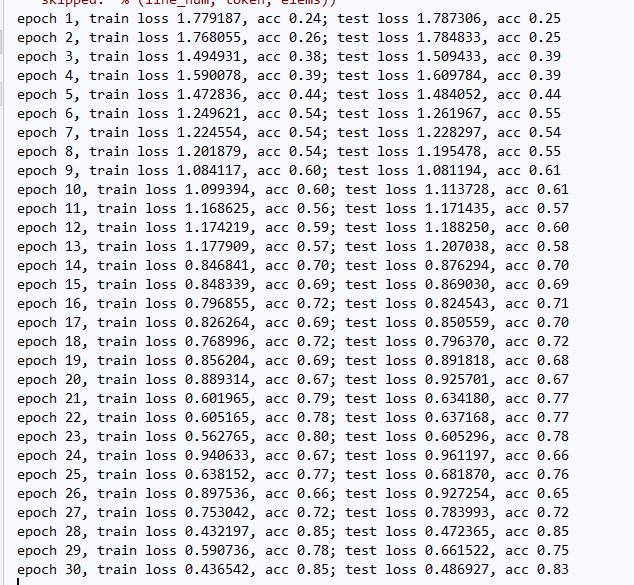 skipped. % (line_num, token, elems))
epoch 1, train loss 1.779187, acc 0.24; test loss 1.787306, acc 0.25
epoch 2, train loss 1.768055, acc 0.26; test loss 1.784833, acc 0.25
epoch 3, train loss 1.494931, acc 0.38; test loss 1.509433, acc 0.39
epoch 4, train loss 1.590078, acc 0.39; test loss 1.609784, acc 0.39
epoch 5, train loss 1.472836, acc 0.44; test loss 1.484052, acc 0.44
epoch 6, train loss 1.249621, acc 0.54; test loss 1.261967, acc 0.55
epoch 7, train loss 1.224554, acc 0.54; test loss 1.228297, acc 0.54
epoch 8, train loss 1.201879, acc 0.54; test loss 1.195478, acc 0.55
epoch 9, train loss 1.084117, acc 0.60; test loss 1.081194, acc 0.61
epoch 10, train loss 1.099394, acc 0.60; test loss 1.113728, acc 0.61
epoch 11, train loss 1.168625, acc 0.56; test loss 1.171435, acc 0.57
epoch 12, train loss 1.174219, acc 0.59; test loss 1.188250, acc 0.60
epoch 13, train loss 1.177909, acc 0.57; test loss 1.207038, acc 0.58
epoch 14, train loss 0.846841, acc 0.70; test loss 0.876294, acc 0.70
epoch 15, train loss 0.848339, acc 0.69; test loss 0.869030, acc 0.69
epoch 16, train loss 0.796855, acc 0.72; test loss 0.824543, acc 0.71
epoch 17, train loss 0.826264, acc 0.69; test loss 0.850559, acc 0.70
epoch 18, train loss 0.768996, acc 0.72; test loss 0.796370, acc 0.72
epoch 19, train loss 0.856204, acc 0.69; test loss 0.891818, acc 0.68
epoch 20, train loss 0.889314, acc 0.67; test loss 0.925701, acc 0.67
epoch 21, train loss 0.601965, acc 0.79; test loss 0.634180, acc 0.77
epoch 22, train loss 0.605165, acc 0.78; test loss 0.637168, acc 0.77
epoch 23, train loss 0.562765, acc 0.80; test loss 0.605296, acc 0.78
epoch 24, train loss 0.940633, acc 0.67; test loss 0.961197, acc 0.66
epoch 25, train loss 0.638152, acc 0.77; test loss 0.681870, acc 0.76
epoch 26, train loss 0.897536, acc 0.66; test loss 0.927254, acc 0.65
epoch 27, train loss 0.753042, acc 0.72; test loss 0.783993, acc 0.72
epoch 28, train loss 0.432197, acc 0.85; test loss 0.472365, acc 0.85
epoch 29, train loss 0.590736, acc 0.78; test loss 0.661522, acc 0.75
epoch 30, train loss 0.436542, acc 0.85; test loss 0.486927, acc 0.83